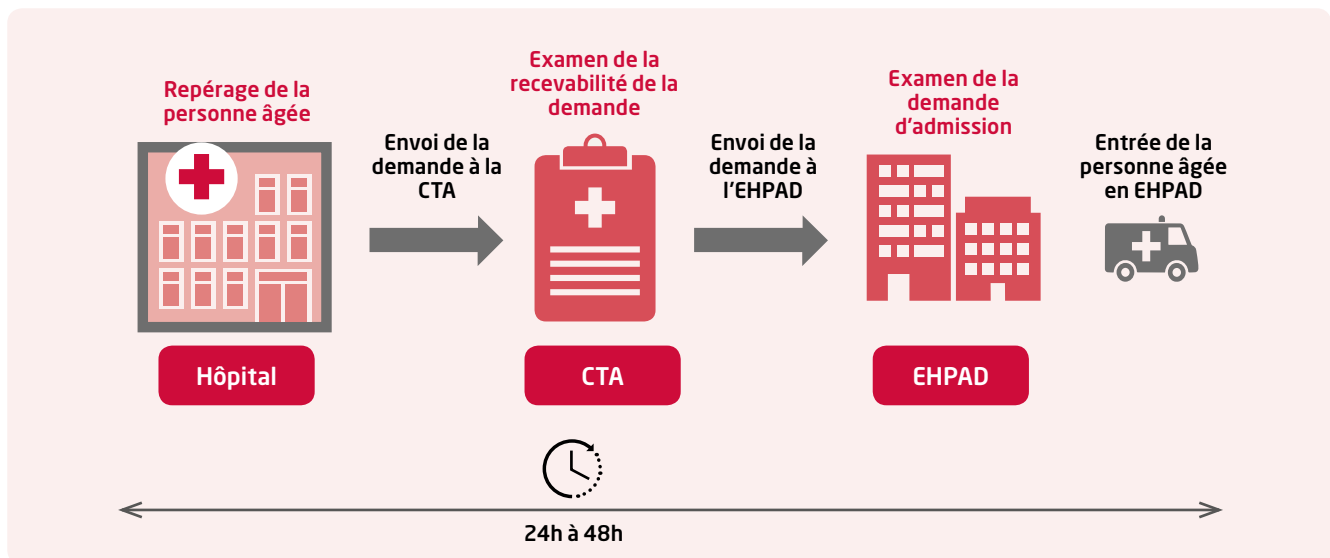 Repérage de la
personne âgée
Envoi de la
demande à la
CTA
Examen de la
recevabilité de la
demande
Envoi de la
demande à
l'EHPAD
Examen de la
demande
d'admission
Entrée de la
personne âgée
en EHPAD
Hôpital
CTA
EHPAD
24h à 48h